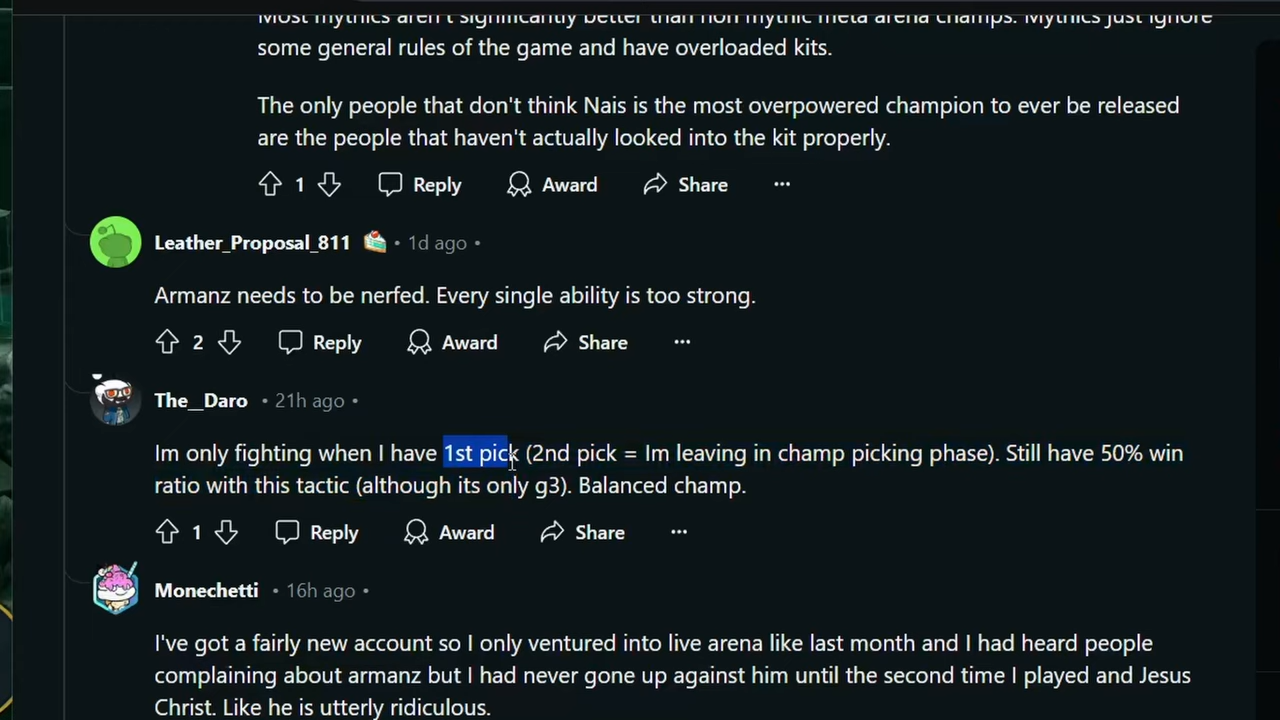 Most mythics aren't significantly better than non mythic meta arena champs. Mythics just ignore
some general rules of the game and have overloaded kits.
The only people that don't think Nais is the most overpowered champion to ever be released
are the people that haven't actually looked into the kit properly.
1 Reply Award Share ...
Leather_Proposal_811 • 1d ago •
Armanz needs to be nerfed. Every single ability is too strong.
2 Reply Award Share ...
The__Daro • 21h ago •
Im only fighting when I have 1st pick (2nd pick = Im leaving in champ picking phase). Still have 50% win
ratio with this tactic (although its only g3). Balanced champ.
1 Reply Award Share ...
Monechetti • 16h ago •
I've got a fairly new account so I only ventured into live arena like last month and I had heard people
complaining about armanz but I had never gone up against him until the second time I played and Jesus
Christ. Like he is utterly ridiculous.